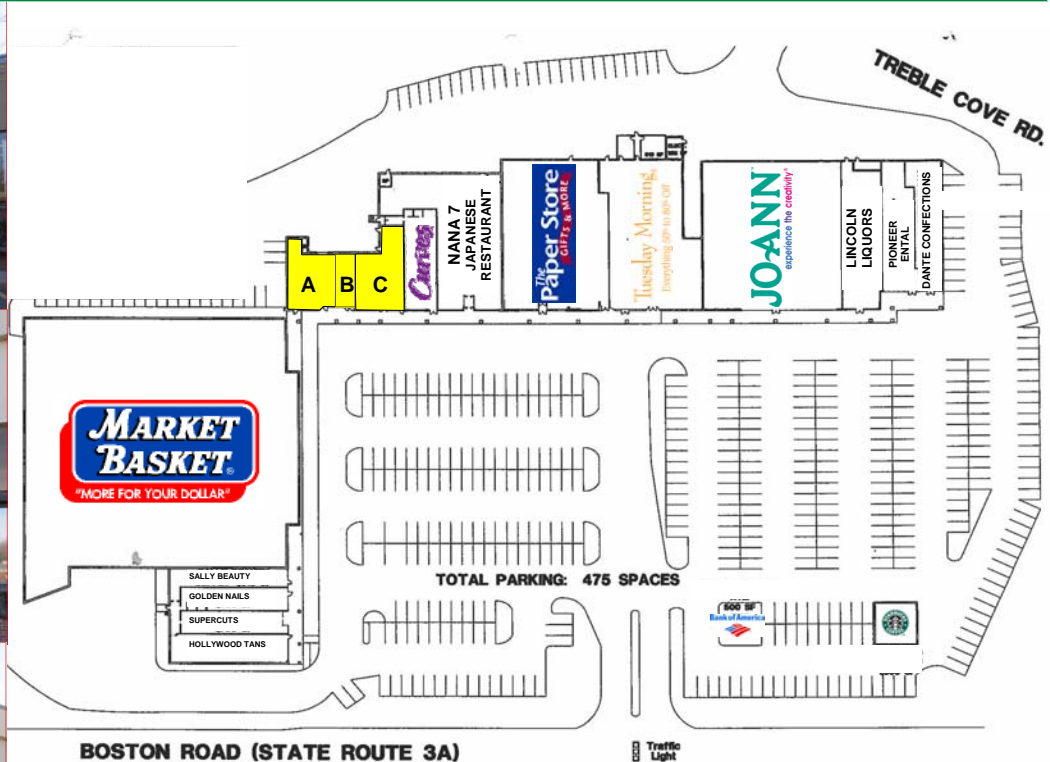 TREBLE COVE RD.
A
B
C
Curves
NANA 7
JAPANESE
RESTAURANT
The
Paper Store
GIFTS & MORE
Tuesday Morning
Everything 50% to 80% Off
JO-ANN
experience the creativity
LINCOLN
LIQUORS
PIONEER
ENTAL
DANTE CONFECTIONS
MARKET
BASKET
"MORE FOR YOUR DOLLAR"
SALLY BEAUTY
GOLDEN NAILS
SUPERCUTS
HOLLYWOOD TANS
TOTAL PARKING: 475 SPACES
500 SF
Bank of America
BOSTON ROAD (STATE ROUTE 3A)
Traffic
Light